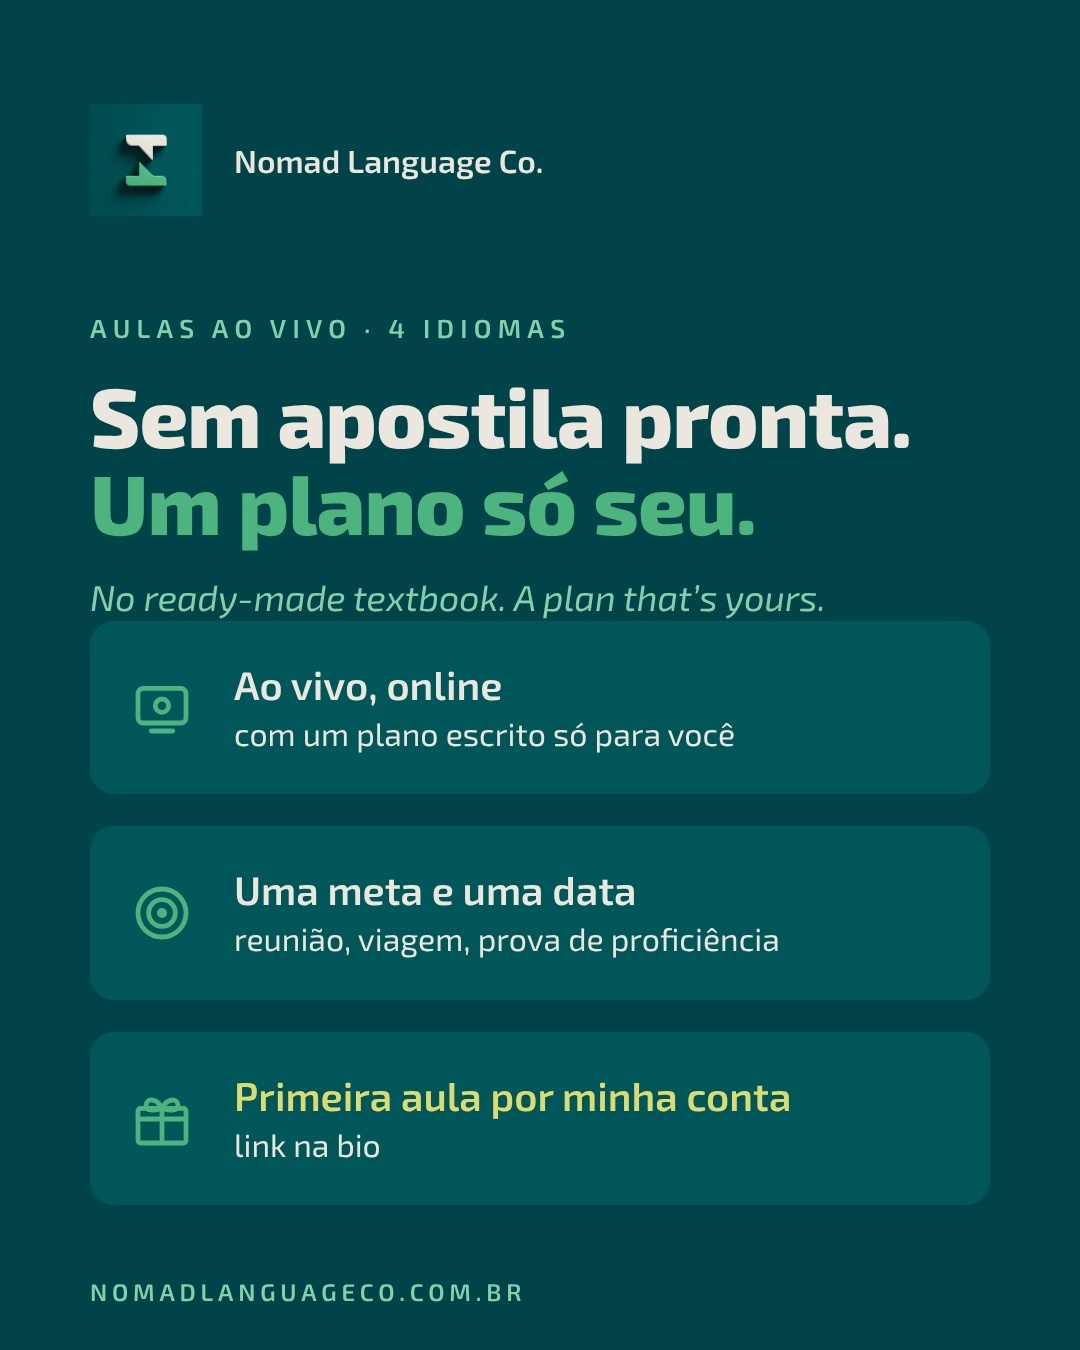 Nomad Language Co.
AULAS AO VIVO · 4 IDIOMAS
Sem apostila pronta.
Um plano só seu.
No ready-made textbook. A plan that’s yours.
Ao vivo, online
com um plano escrito só para você
Uma meta e uma data
reunião, viagem, prova de proficiência
Primeira aula por minha conta
link na bio
NOMADLANGUAGECO.COM.BR